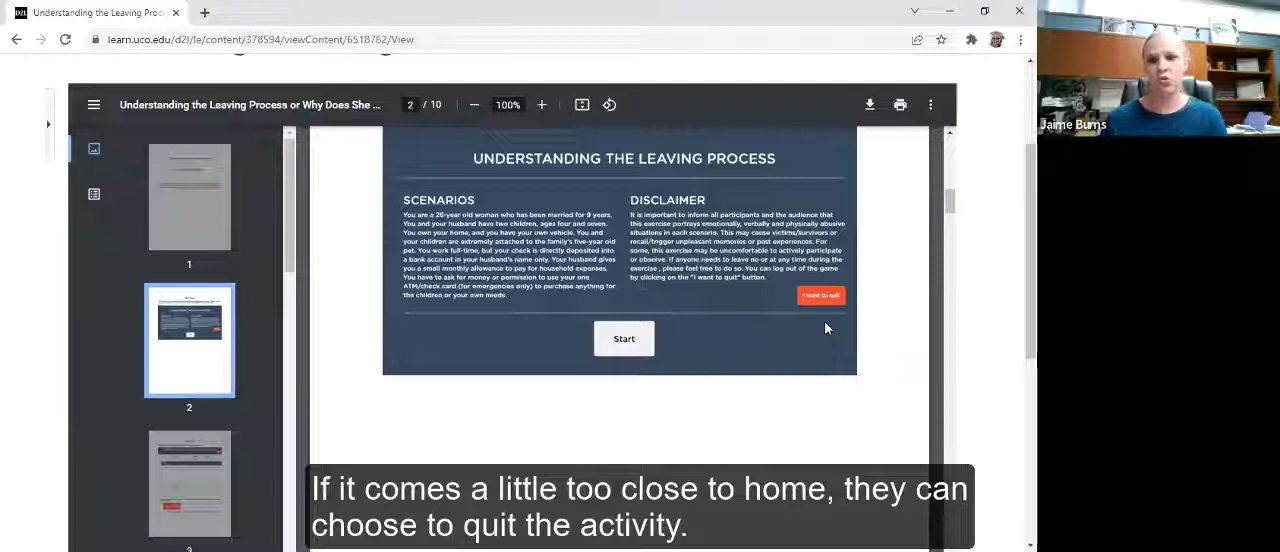 Understanding the Leaving Proc
learn.uco.edu/d2l/le/content/378594/viewContent/6518762/View
Understanding the Leaving Process or Why Does She ...
2 / 10
100%
UNDERSTANDING THE LEAVING PROCESS
SCENARIOS
You are a 26-year old woman who has been married for 9 years.
You and your husband have two children, ages four and seven.
You own your home, and you have your own vehicle. You and
your children are extremely attached to the family's five-year old
pet. You work full-time, but your check is directly deposited into
a bank account in your husband's name only. Your husband gives
you a small monthly allowance to pay for household expenses.
You have to ask for money or permission to use your one
ATM/check card (for emergencies only) to purchase anything for
the children or your own needs.
DISCLAIMER
It is important to inform all participants and the audience that
this exercise portrays emotionally, verbally and physically abusive
situations in each scenario. This may cause victims/survivors or
recall/trigger unpleasant memories or past experiences. For
some, this exercise may be uncomfortable to actively participate
or observe. If anyone needs to leave no or at any time during the
exercise , please feel free to do so. You can log out of the game
by clicking on the "I want to quit" button.
I want to quit
Start
1
2
3
Jaime Burns
If it comes a little too close to home, they can
choose to quit the activity.